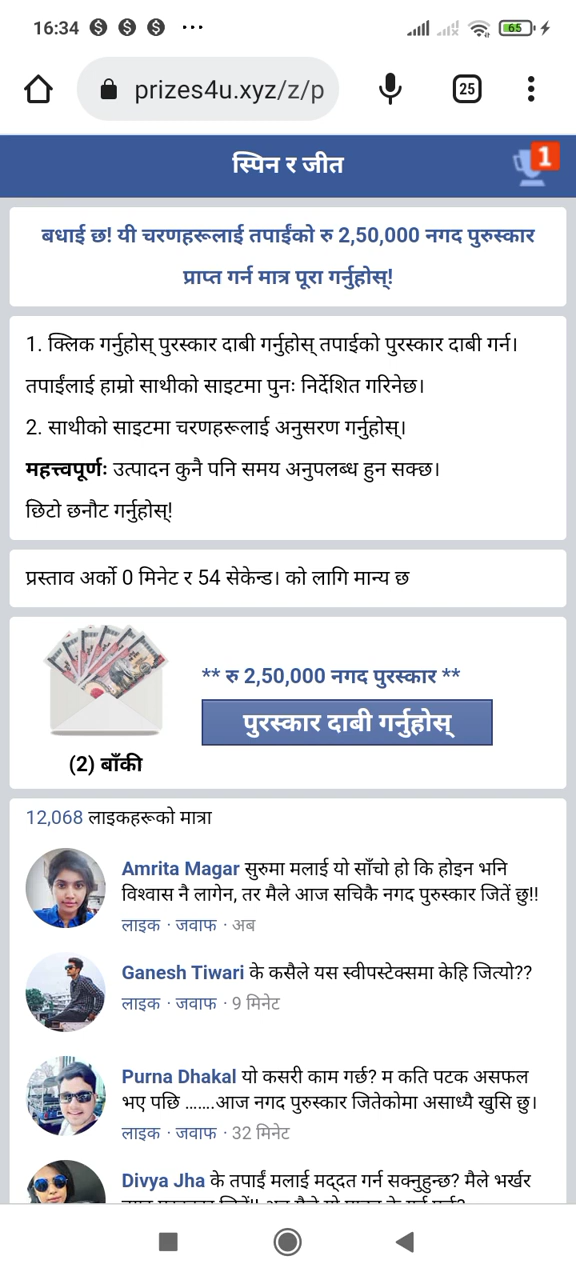 16:34
65
prizes4u.xyz/z/p
25
स्पिन र जीत
1
बधाई छ! यी चरणहरूलाई तपाईंको रु 2,50,000 नगद पुरुस्कार
प्राप्त गर्न मात्र पूरा गर्नुहोस्!
1. क्लिक गर्नुहोस् पुरस्कार दाबी गर्नुहोस् तपाईको पुरस्कार दाबी गर्न।
तपाईंलाई हाम्रो साथीको साइटमा पुनः निर्देशित गरिनेछ।
2. साथीको साइटमा चरणहरूलाई अनुसरण गर्नुहोस्।
महत्त्वपूर्णः उत्पादन कुनै पनि समय अनुपलब्ध हुन सक्छ।
छिटो छनौट गर्नुहोस्!
प्रस्ताव अर्को 0 मिनेट र 54 सेकेन्ड। को लागि मान्य छ
** रु 2,50,000 नगद पुरस्कार **
पुरस्कार दाबी गर्नुहोस्
(2) बाँकी
12,068 लाइकहरूको मात्रा
Amrita Magar सुरुमा मलाई यो साँचो हो कि होइन भनि
विश्वास नै लागेन, तर मैले आज सचिकै नगद पुरुस्कार जितें छु!!
लाइक · जवाफ · अब
Ganesh Tiwari के कसैले यस स्वीपस्टेक्समा केहि जित्यो??
लाइक · जवाफ · 9 मिनेट
Purna Dhakal यो कसरी काम गर्छ? म कति पटक असफल
भए पछि .......आज नगद पुरुस्कार जितेकोमा असाध्यै खुसि छु।
लाइक · जवाफ · 32 मिनेट
Divya Jha के तपाईं मलाई मद्दत गर्न सक्नुहुन्छ? मैले भर्खर